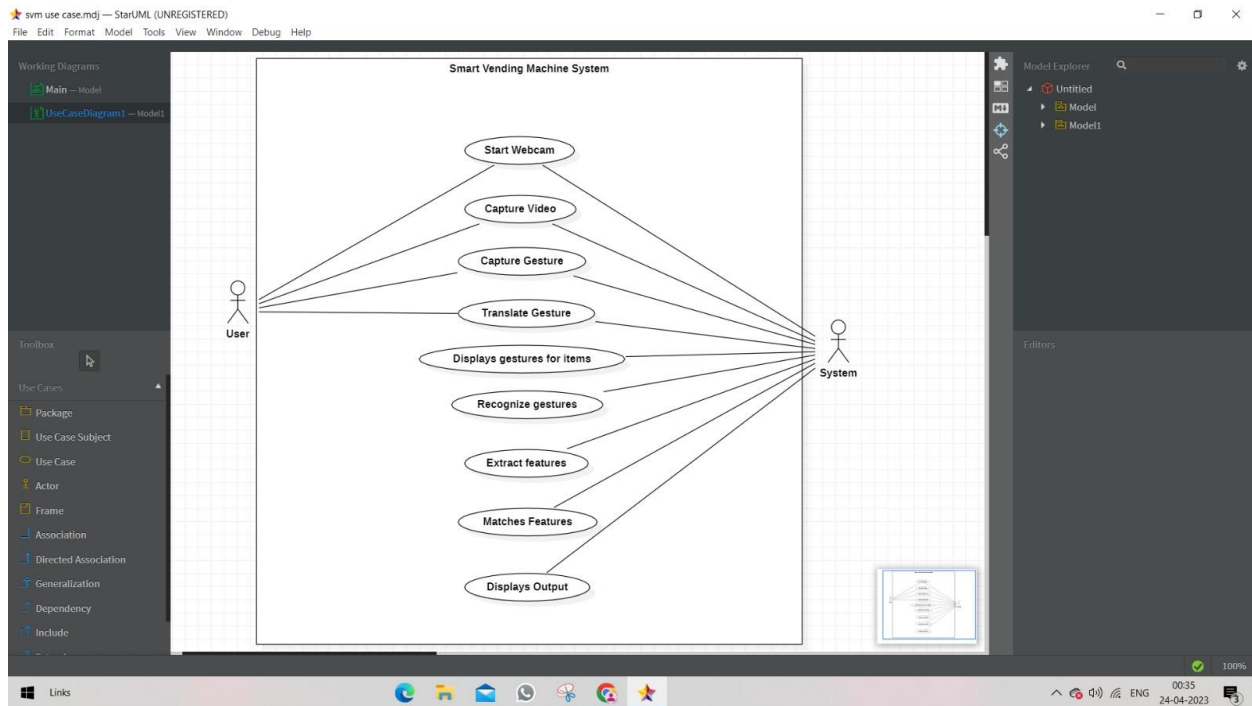 svm use case.mdj — StarUML (UNREGISTERED)
File Edit Format Model Tools View Window Debug Help
Working Diagrams
Main — Model
UseCaseDiagram1 — Model1
Smart Vending Machine System
Start Webcam
Capture Video
Capture Gesture
Translate Gesture
Displays gestures for items
Recognize gestures
Extract features
Matches Features
Displays Output
User
System
Toolbox
Use Cases
Package
Use Case Subject
Use Case
Actor
Frame
Association
Directed Association
Generalization
Dependency
Include
Model Explorer
Untitled
Model
Model1
Editors
100%
Links
ENG
00:35
24-04-2023
3